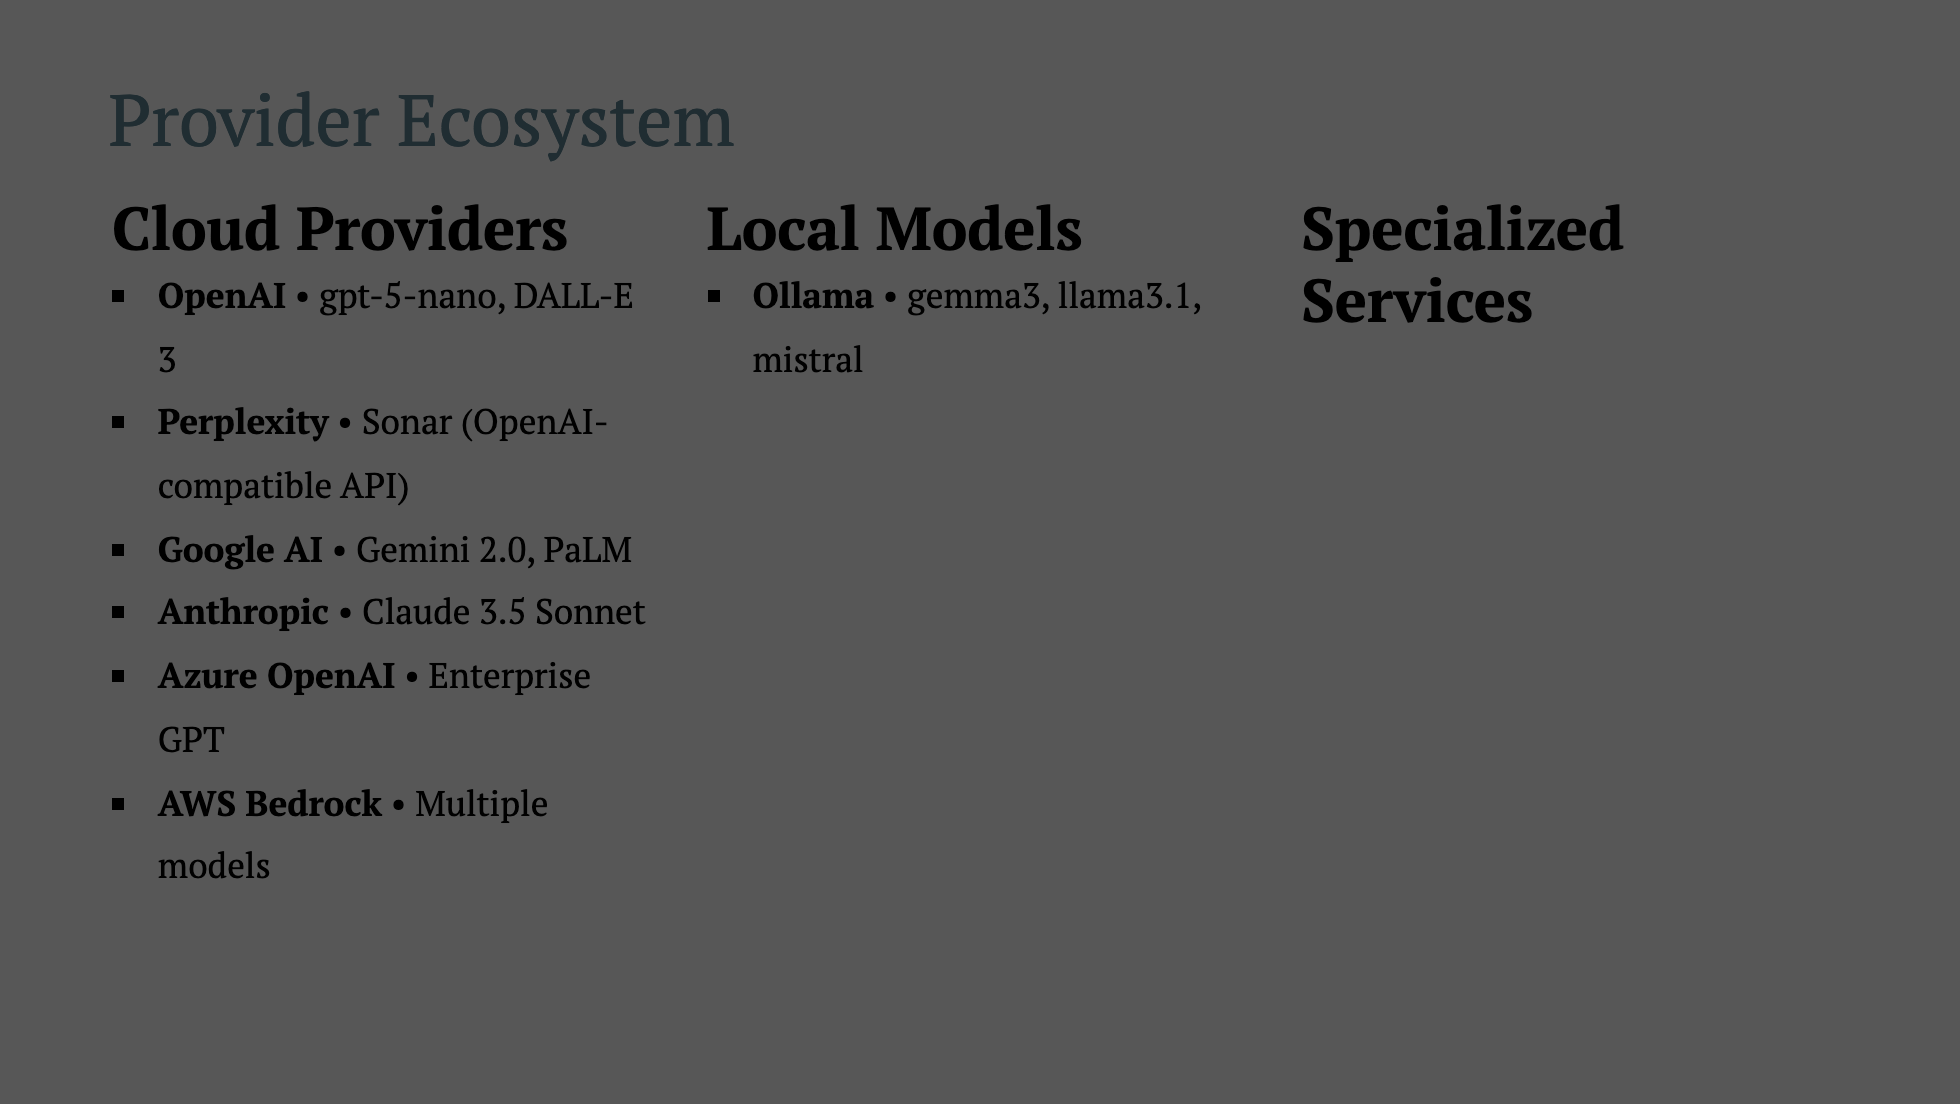 Provider Ecosystem
Cloud Providers
▪ OpenAI • gpt-5-nano, DALL-E
3
▪ Perplexity • Sonar (OpenAI-
compatible API)
▪ Google AI • Gemini 2.0, PaLM
▪ Anthropic • Claude 3.5 Sonnet
▪ Azure OpenAI • Enterprise
GPT
▪ AWS Bedrock • Multiple
models
Local Models
▪ Ollama • gemma3, llama3.1,
mistral
Specialized
Services